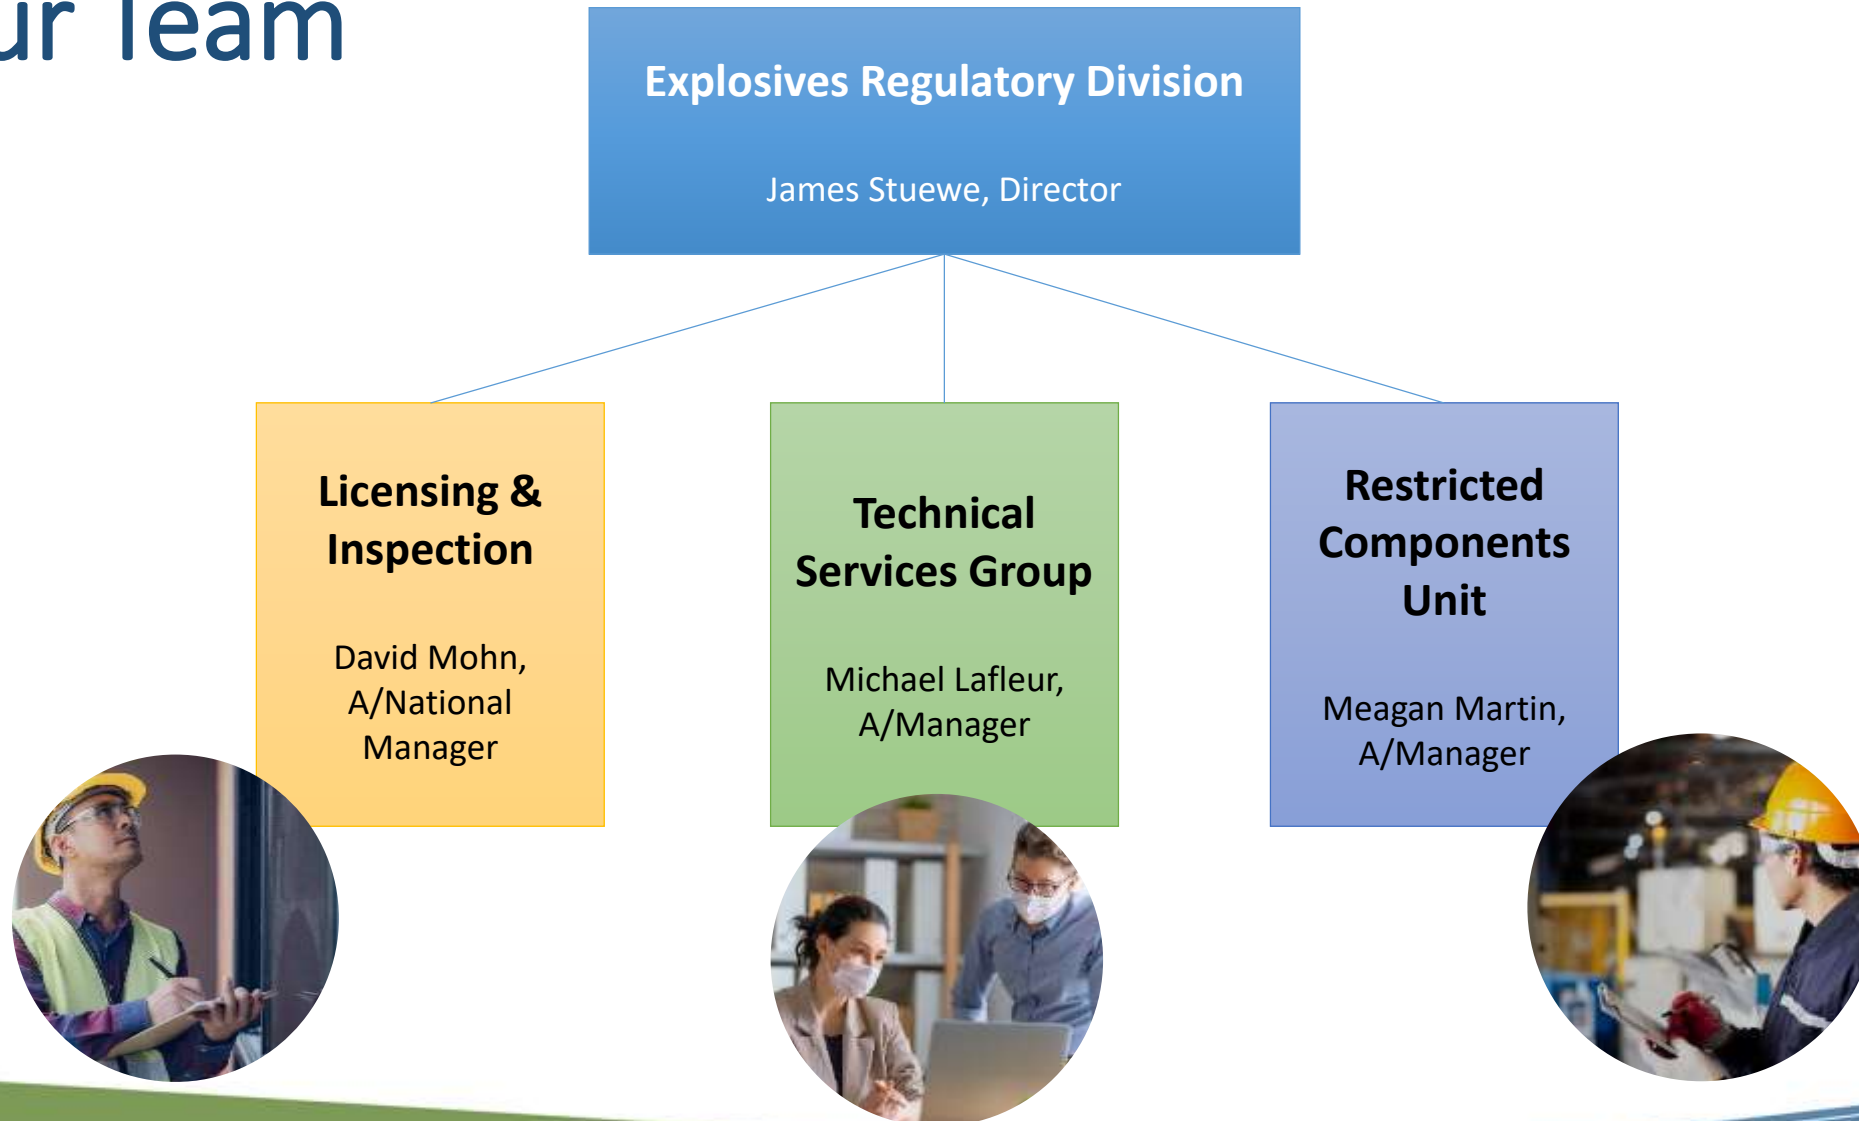 ur Team
Explosives Regulatory Division
James Stuewe, Director
Licensing &
Inspection
David Mohn,
A/National
Manager
Technical
Services Group
Michael Lafleur,
A/Manager
Restricted
Components
Unit
Meagan Martin,
A/Manager